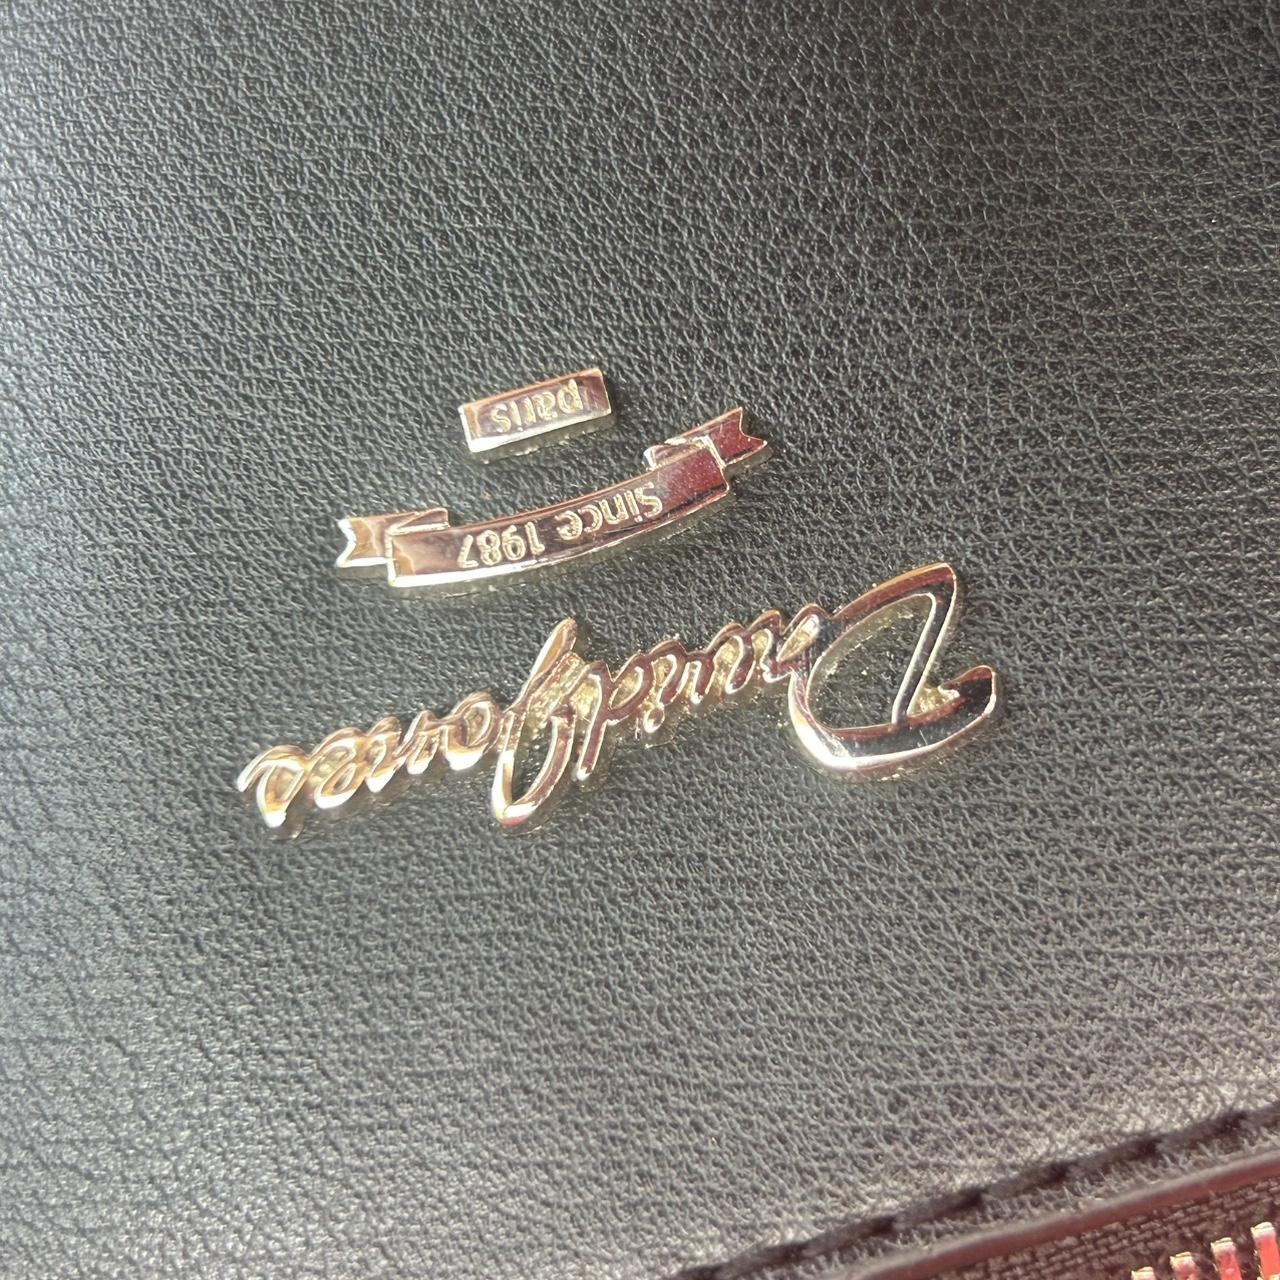 David Jones
Since 1987
paris